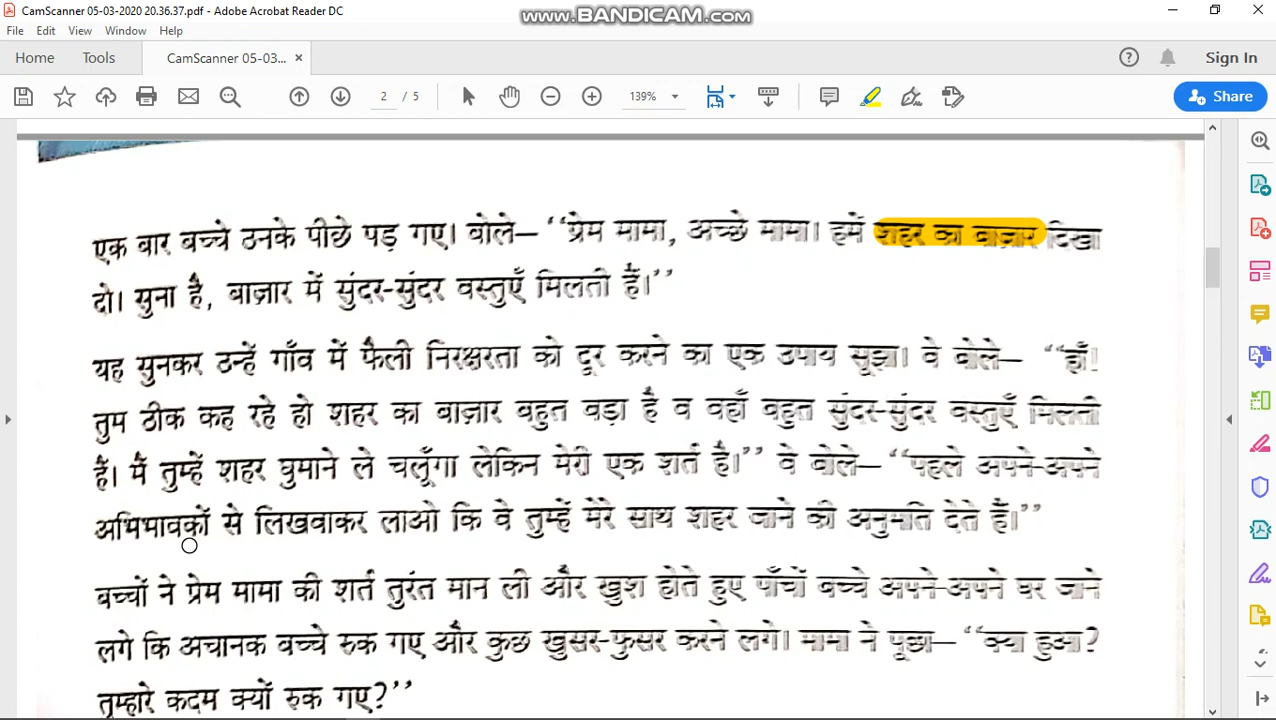 CamScanner 05-03-2020 20.36.37.pdf - Adobe Acrobat Reader DC
www.BANDICAM.com
File Edit View Window Help
Home Tools CamScanner 05-03... × Sign In
2 / 5 139% Share
एक बार बच्चे उनके पीछे पड़ गए। बोले– ‘‘प्रेम मामा, अच्छे मामा। हमें शहर का बाज़ार दिखा
दो। सुना है, बाज़ार में सुंदर-सुंदर वस्तुएँ मिलती हैं।’’
यह सुनकर उन्हें गाँव में फैली निरक्षरता को दूर करने का एक उपाय सूझा। वे बोले– ‘‘हाँ!
तुम ठीक कह रहे हो शहर का बाज़ार बहुत बड़ा है व वहाँ बहुत सुंदर-सुंदर वस्तुएँ मिलती
हैं। मैं तुम्हें शहर घुमाने ले चलूँगा लेकिन मेरी एक शर्त है।’’ वे बोले– ‘‘पहले अपने-अपने
अभिभावकों से लिखवाकर लाओ कि वे तुम्हें मेरे साथ शहर जाने की अनुमति देते हैं।’’
बच्चों ने प्रेम मामा की शर्त तुरंत मान ली और खुश होते हुए पाँचों बच्चे अपने-अपने घर जाने
लगे कि अचानक बच्चे रुक गए और कुछ खुसर-फुसर करने लगे। मामा ने पूछा– ‘‘क्या हुआ?
तुम्हारे कदम क्यों रुक गए?’’